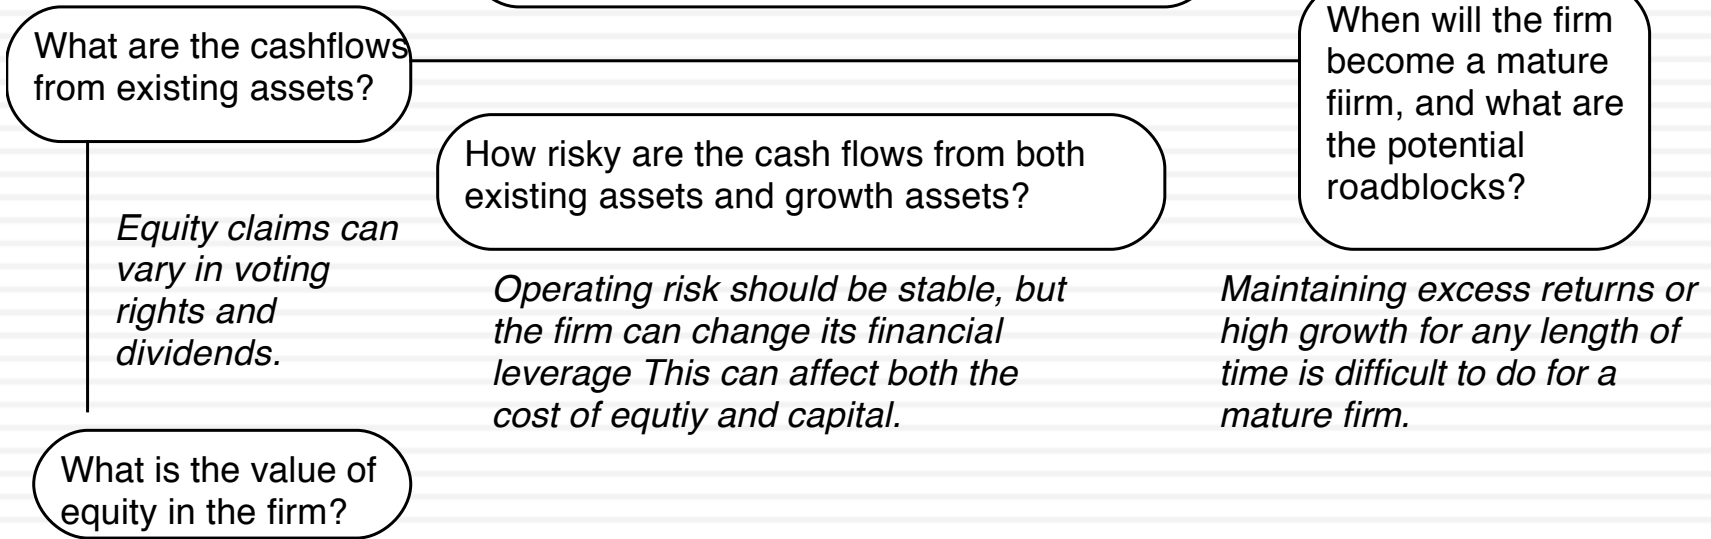 What are the cashflows
from existing assets?
When will the firm
become a mature
fiirm, and what are
the potential
roadblocks?
How risky are the cash flows from both
existing assets and growth assets?
Equity claims can
vary in voting
rights and
dividends.
Operating risk should be stable, but
the firm can change its financial
leverage This can affect both the
cost of equtiy and capital.
Maintaining excess returns or
high growth for any length of
time is difficult to do for a
mature firm.
What is the value of
equity in the firm?